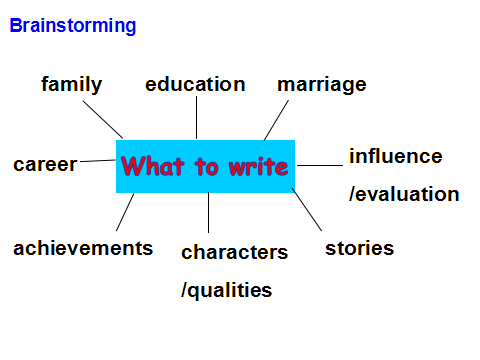 Brainstorming
family education marriage
career What to write influence
/evaluation
achievements characters stories
/qualities